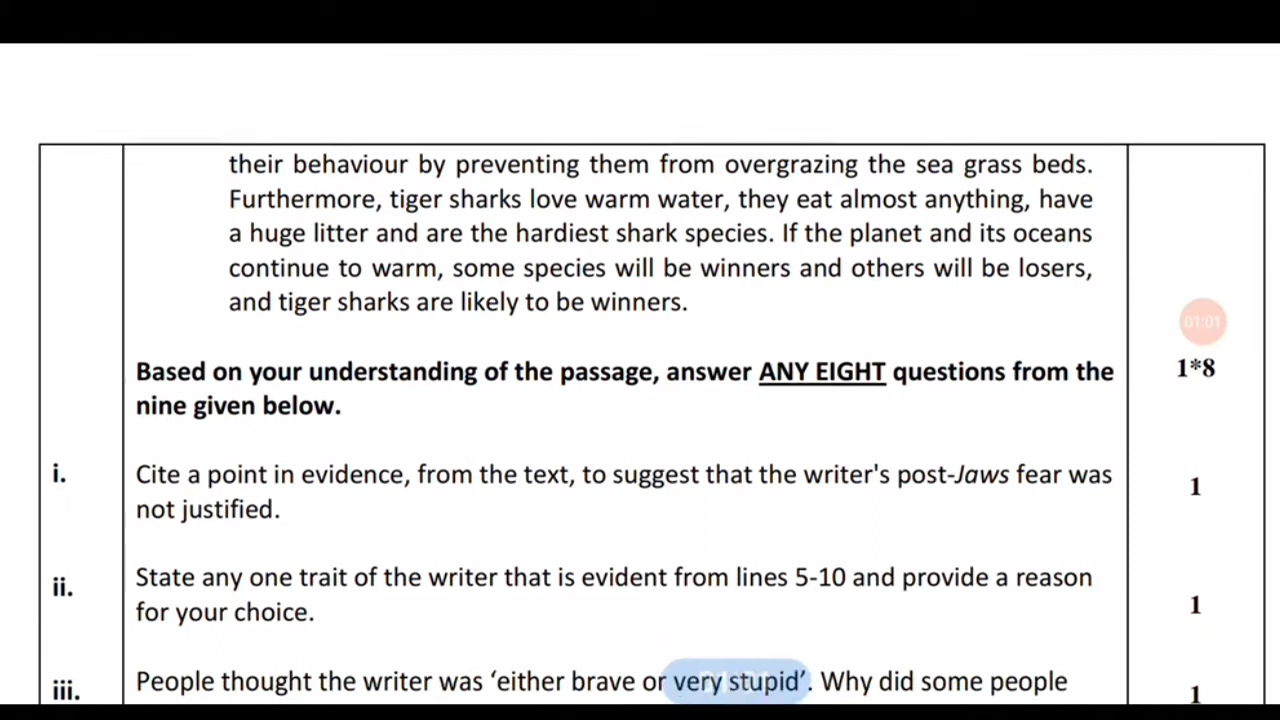 their behaviour by preventing them from overgrazing the sea grass beds.
Furthermore, tiger sharks love warm water, they eat almost anything, have
a huge litter and are the hardiest shark species. If the planet and its oceans
continue to warm, some species will be winners and others will be losers,
and tiger sharks are likely to be winners.
01:01
Based on your understanding of the passage, answer ANY EIGHT questions from the
nine given below.
1*8
i.
Cite a point in evidence, from the text, to suggest that the writer's post-Jaws fear was
not justified.
1
ii.
State any one trait of the writer that is evident from lines 5-10 and provide a reason
for your choice.
1
iii.
People thought the writer was ‘either brave or very stupid’. Why did some people
1